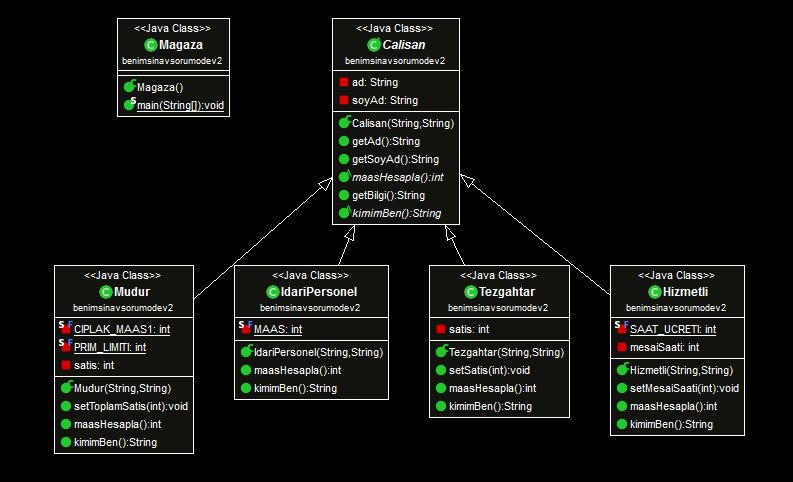 <<Java Class>>
Magaza
benimsinavsorumodev2
Magaza()
main(String[]):void
<<Java Class>>
Calisan
benimsinavsorumodev2
ad: String
soyAd: String
Calisan(String,String)
getAd():String
getSoyAd():String
maasHesapla():int
getBilgi():String
kimimBen():String
<<Java Class>>
Mudur
benimsinavsorumodev2
CIPLAK_MAAS1: int
PRIM_LIMITI: int
satis: int
Mudur(String,String)
setToplamSatis(int):void
maasHesapla():int
kimimBen():String
<<Java Class>>
IdariPersonel
benimsinavsorumodev2
MAAS: int
IdariPersonel(String,String)
maasHesapla():int
kimimBen():String
<<Java Class>>
Tezgahtar
benimsinavsorumodev2
satis: int
Tezgahtar(String,String)
setSatis(int):void
maasHesapla():int
kimimBen():String
<<Java Class>>
Hizmetli
benimsinavsorumodev2
SAAT_UCRETI: int
mesaiSaati: int
Hizmetli(String,String)
setMesaiSaati(int):void
maasHesapla():int
kimimBen():String